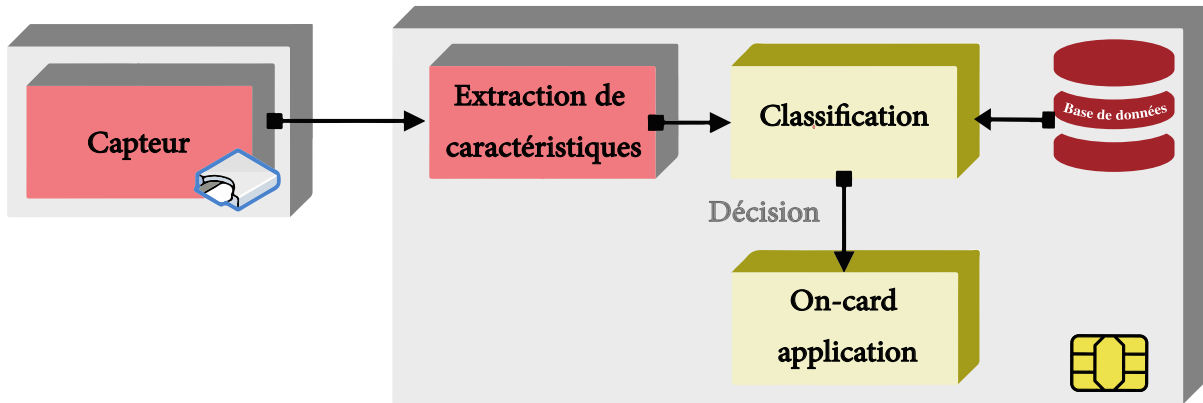 Capteur
Extraction de
caractéristiques
Classification
Base de données
Décision
On-card
application